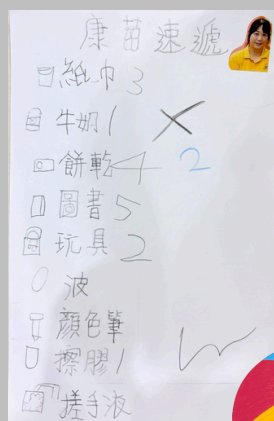 康苗速遞
紙巾 3
牛奶 1
餅乾 4 2
圖書 5
玩具 2
波
顏色筆
擦膠 1
搓手液